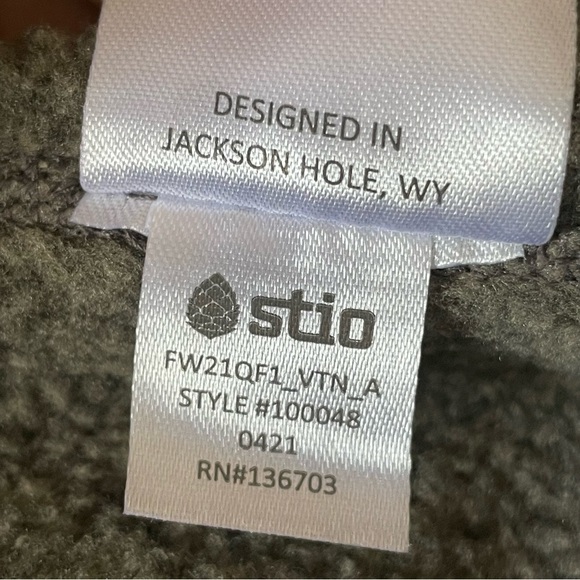 DESIGNED IN
JACKSON HOLE, WY
stio
FW21QF1_VTN_A
STYLE #100048
0421
RN#136703